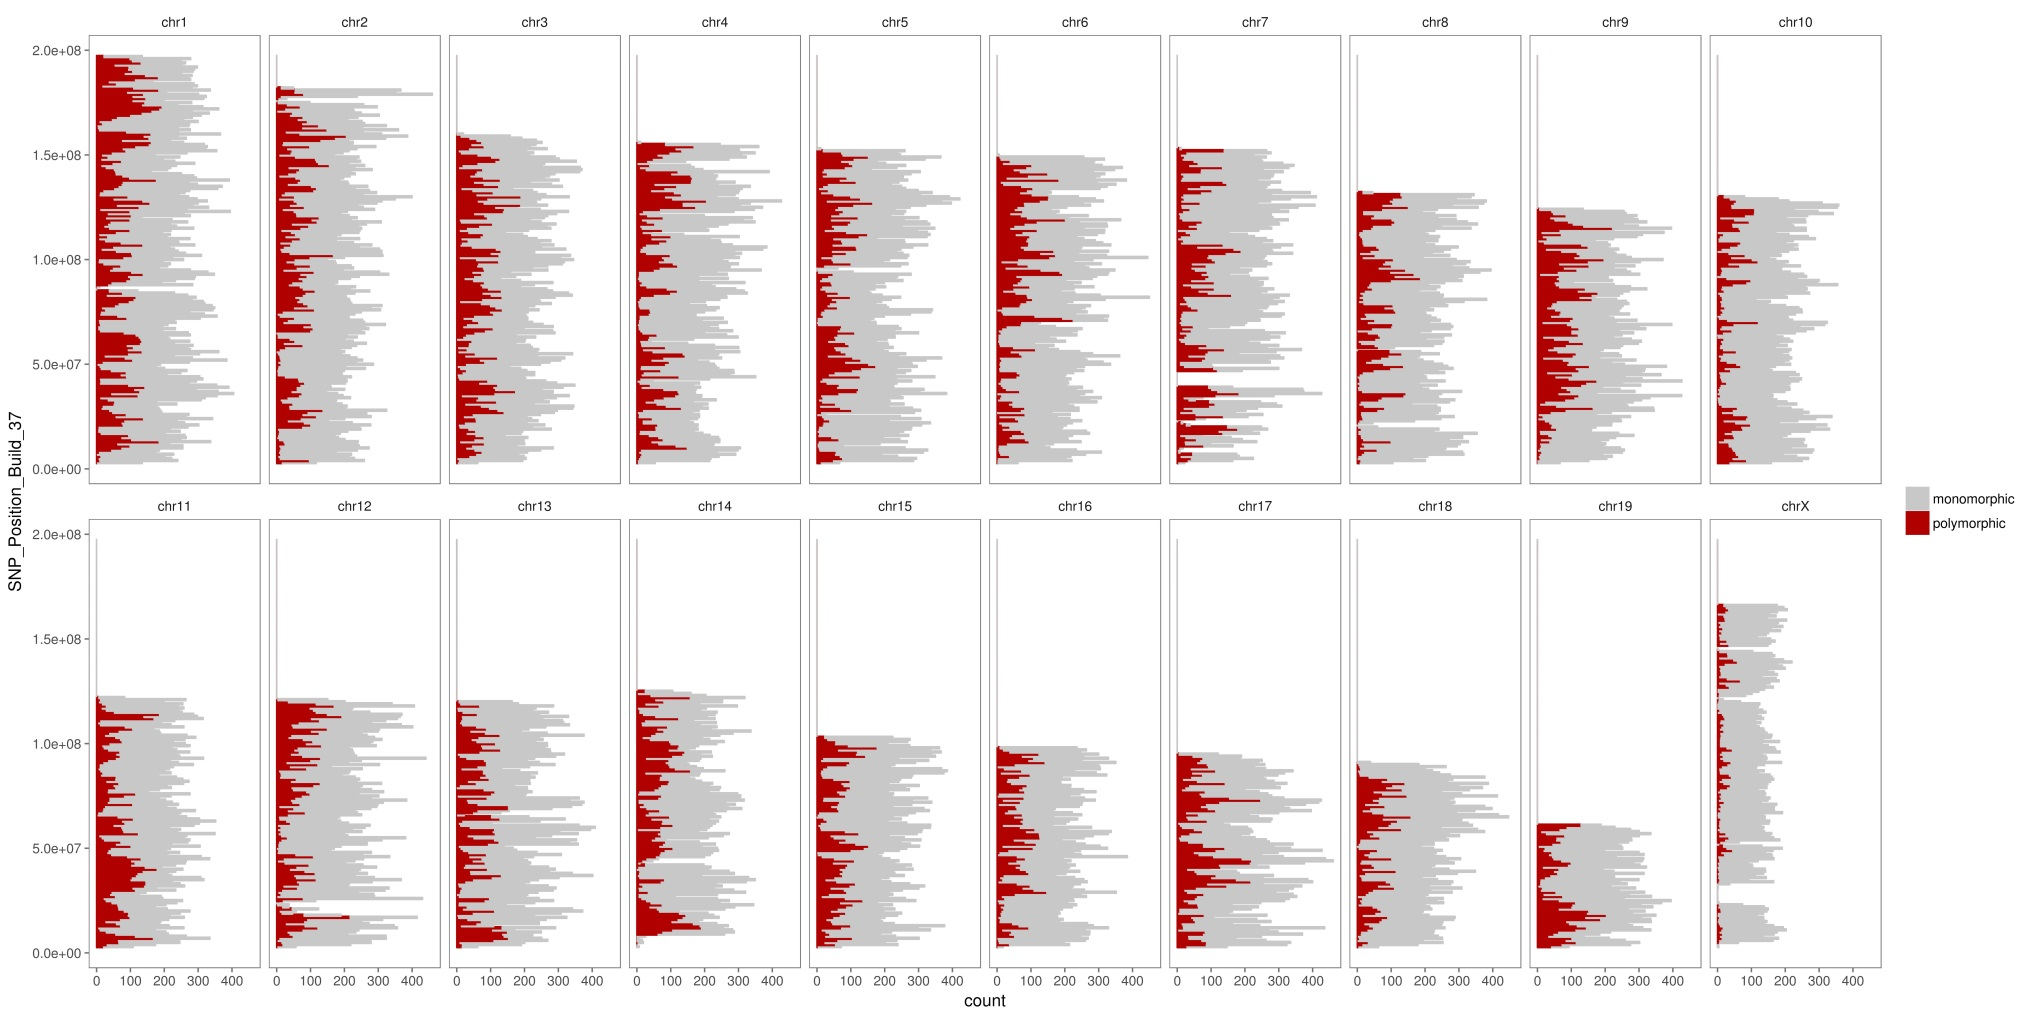 chr1 chr2 chr3 chr4 chr5 chr6 chr7 chr8 chr9 chr10
2.0e+08
1.5e+08
1.0e+08
5.0e+07
0.0e+00
SNP_Position_Build_37
chr11 chr12 chr13 chr14 chr15 chr16 chr17 chr18 chr19 chrX
2.0e+08
1.5e+08
1.0e+08
5.0e+07
0.0e+00
0 100 200 300 400 0 100 200 300 400 0 100 200 300 400 0 100 200 300 400 0 100 200 300 400 0 100 200 300 400 0 100 200 300 400 0 100 200 300 400 0 100 200 300 400 0 100 200 300 400
count
monomorphic
polymorphic